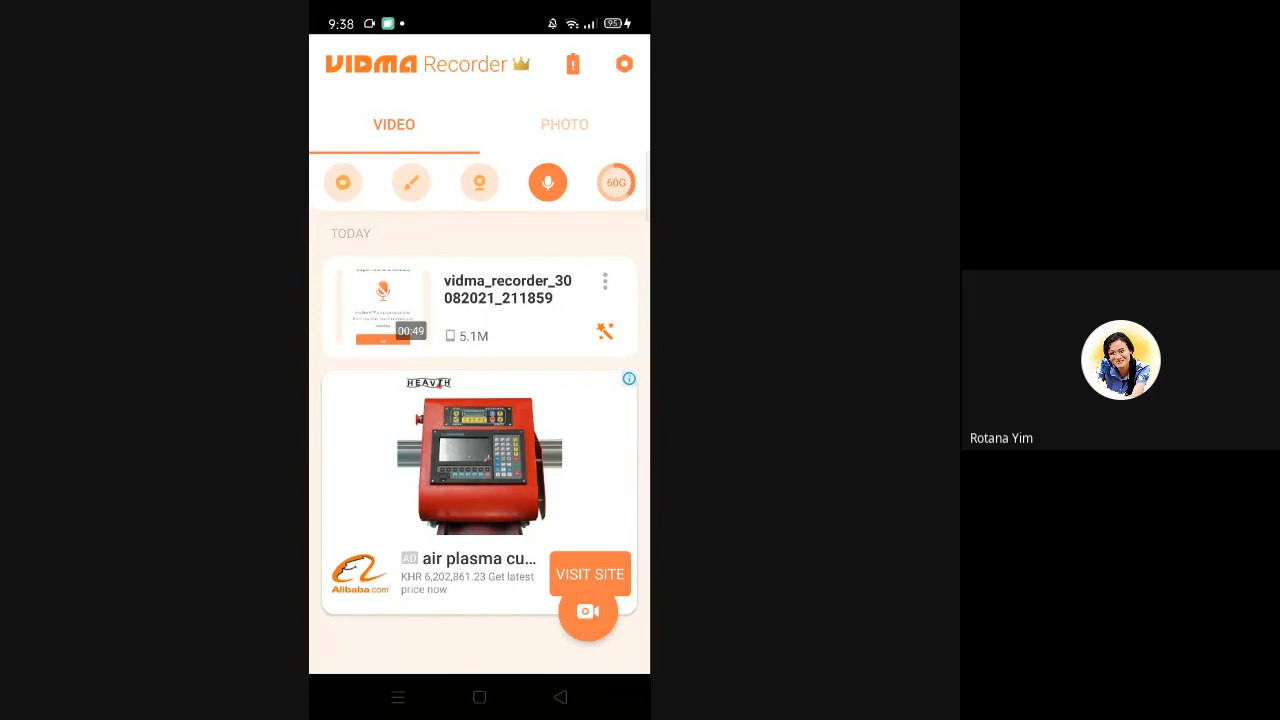 9:38
95
VIDMA Recorder
VIDEO
PHOTO
60G
TODAY
vidma_recorder_30
082021_211859
00:49
5.1M
HEAVTH
AD air plasma cu...
KHR 6,202,861.23 Get latest
price now
Alibaba.com
VISIT SITE
Rotana Yim